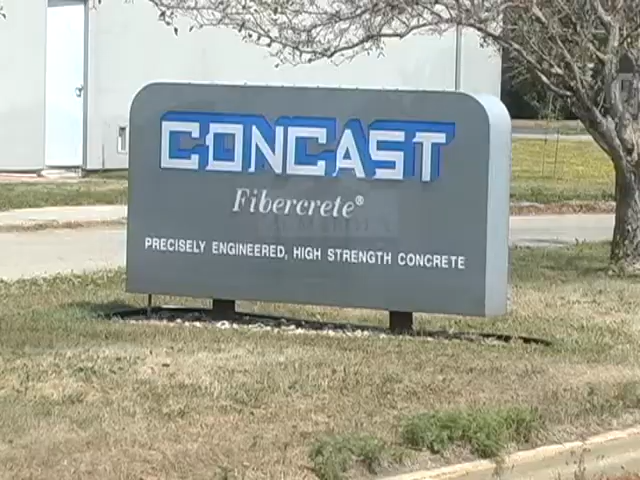 CONCAST
Fibercrete®
PRECISELY ENGINEERED, HIGH STRENGTH CONCRETE